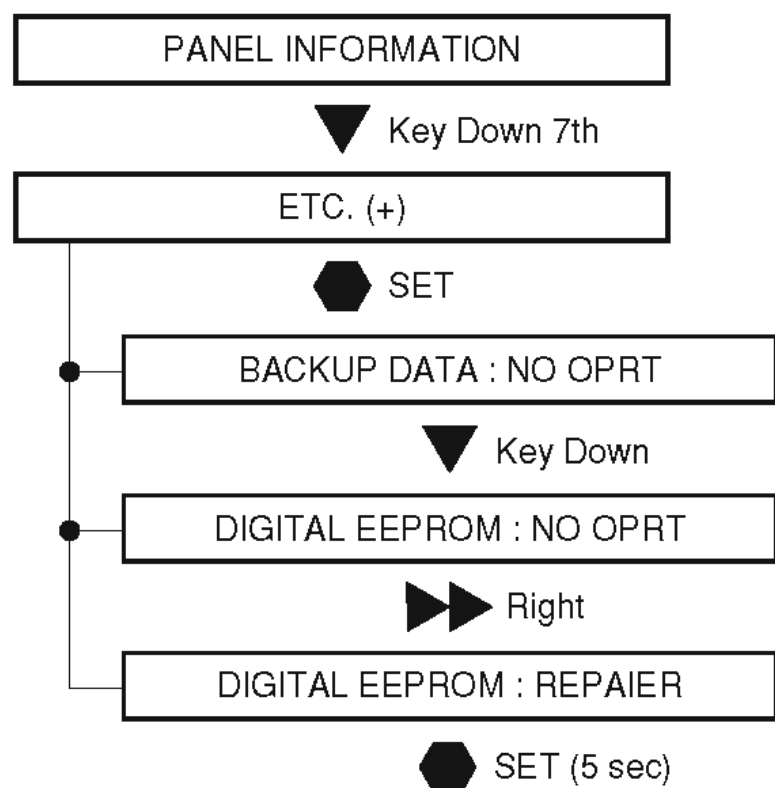 PANEL INFORMATION
Key Down 7th
ETC. (+)
SET
BACKUP DATA : NO OPRT
Key Down
DIGITAL EEPROM : NO OPRT
Right
DIGITAL EEPROM : REPAIER
SET (5 sec)